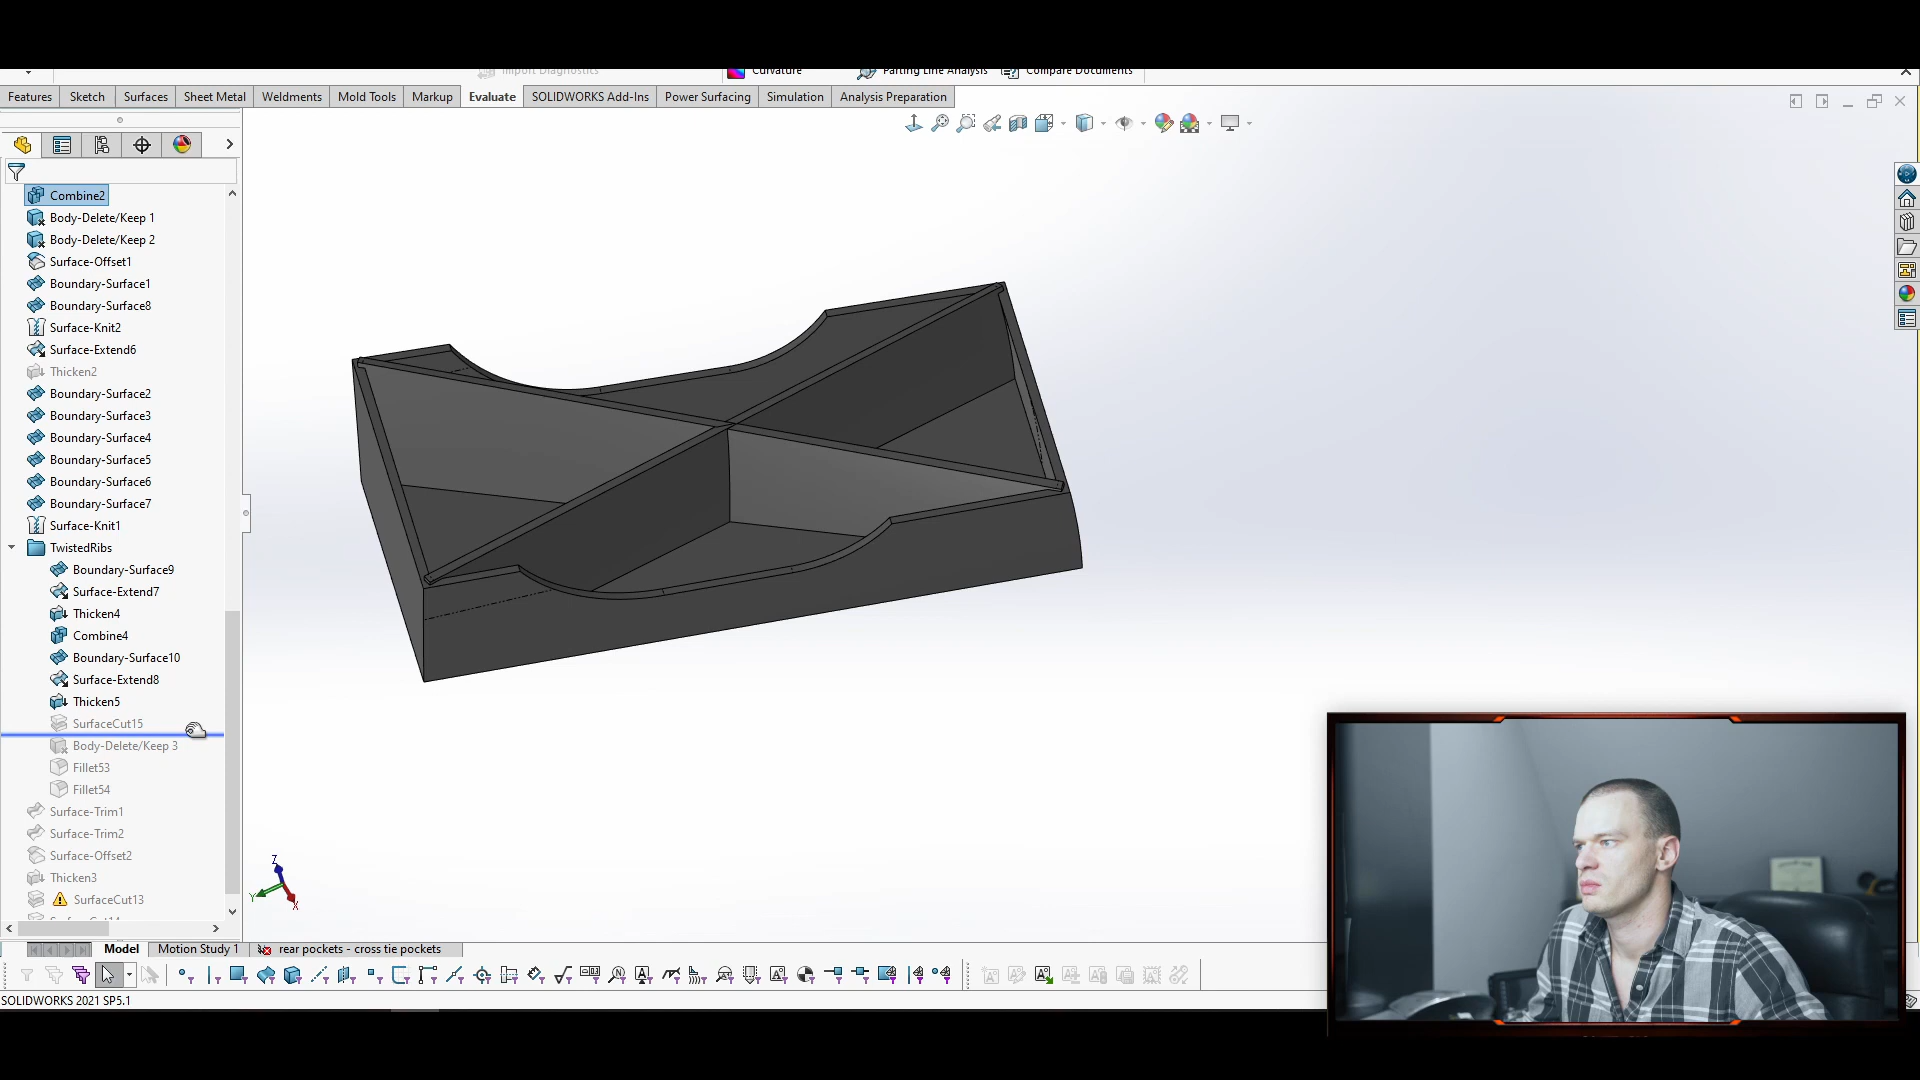 Import Diagnostics Curvature Parting Line Analysis Compare Documents
Features Sketch Surfaces Sheet Metal Weldments Mold Tools Markup Evaluate SOLIDWORKS Add-Ins Power Surfacing Simulation Analysis Preparation
Combine2
Body-Delete/Keep 1
Body-Delete/Keep 2
Surface-Offset1
Boundary-Surface1
Boundary-Surface8
Surface-Knit2
Surface-Extend6
Thicken2
Boundary-Surface2
Boundary-Surface3
Boundary-Surface4
Boundary-Surface5
Boundary-Surface6
Boundary-Surface7
Surface-Knit1
TwistedRibs
Boundary-Surface9
Surface-Extend7
Thicken4
Combine4
Boundary-Surface10
Surface-Extend8
Thicken5
SurfaceCut15
Body-Delete/Keep 3
Fillet53
Fillet54
Surface-Trim1
Surface-Trim2
Surface-Offset2
Thicken3
SurfaceCut13
Z
Y
X
Model Motion Study 1 rear pockets - cross tie pockets
SOLIDWORKS 2021 SP5.1